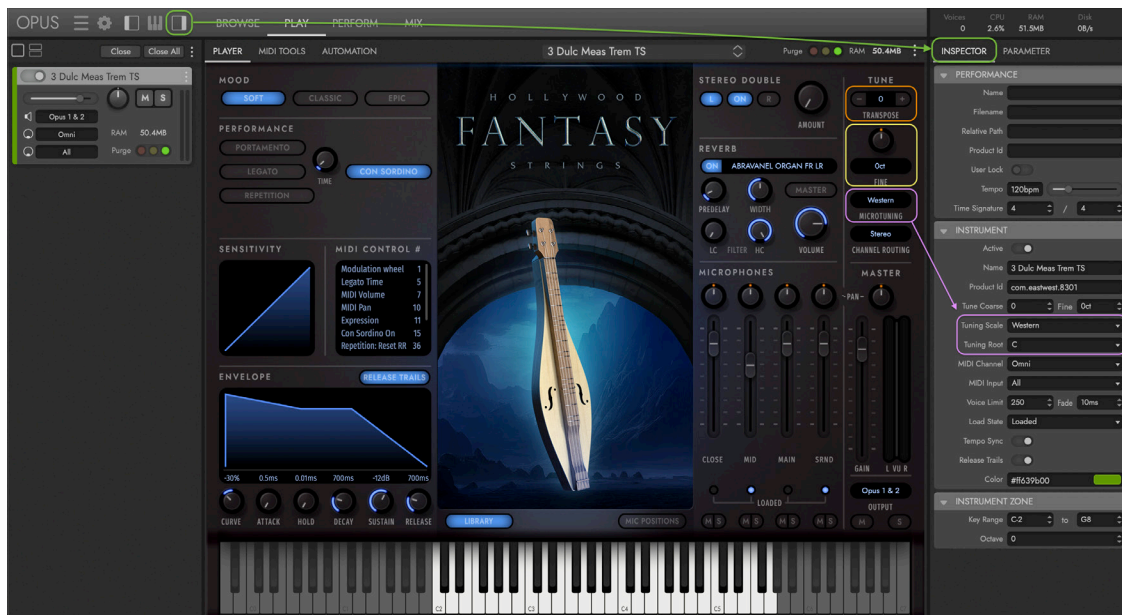 OPUS BROWSE PLAY PERFORM MIX
Voices CPU RAM Disk
0 2.6% 51.5MB 0B/s
Close Close All
PLAYER MIDI TOOLS AUTOMATION 3 Dulc Meas Trem TS Purge RAM 50.4MB
INSPECTOR PARAMETER
3 Dulc Meas Trem TS
M S
Opus 1 & 2
Omni RAM 50.4MB
All Purge
MOOD
SOFT CLASSIC EPIC
PERFORMANCE
PORTAMENTO
LEGATO TIME CON SORDINO
REPETITION
SENSITIVITY
MIDI CONTROL #
Modulation wheel 1
Legato Time 5
MIDI Volume 7
MIDI Pan 10
Expression 11
Con Sordino On 15
Repetition: Reset RR 36
ENVELOPE RELEASE TRAILS
-30% 0.5ms 0.01ms 700ms -12dB 700ms
CURVE ATTACK HOLD DECAY SUSTAIN RELEASE
HOLLYWOOD
FANTASY
STRINGS
LIBRARY MIC POSITIONS
STEREO DOUBLE
L ON R
AMOUNT
REVERB
ON ABRAVANEL ORGAN FR LR
MASTER
PREDELAY WIDTH
LC FILTER HC VOLUME
MICROPHONES
CLOSE MID MAIN SRND
LOADED
M S M S M S M S
TUNE
- 0 +
TRANSPOSE
0ct
FINE
Western
MICROTUNING
Stereo
CHANNEL ROUTING
MASTER
-PAN-
GAIN L VU R
Opus 1 & 2
OUTPUT
M S
C2 C3 C4 C5
PERFORMANCE
Name
Filename
Relative Path
Product Id
User Lock
Tempo 120bpm
Time Signature 4 / 4
INSTRUMENT
Active
Name 3 Dulc Meas Trem TS
Product Id com.eastwest.8301
Tune Coarse 0 Fine 0ct
Tuning Scale Western
Tuning Root C
MIDI Channel Omni
MIDI Input All
Voice Limit 250 Fade 10ms
Load State Loaded
Tempo Sync
Release Trails
Color #ff639b00
INSTRUMENT ZONE
Key Range C-2 to G8
Octave 0